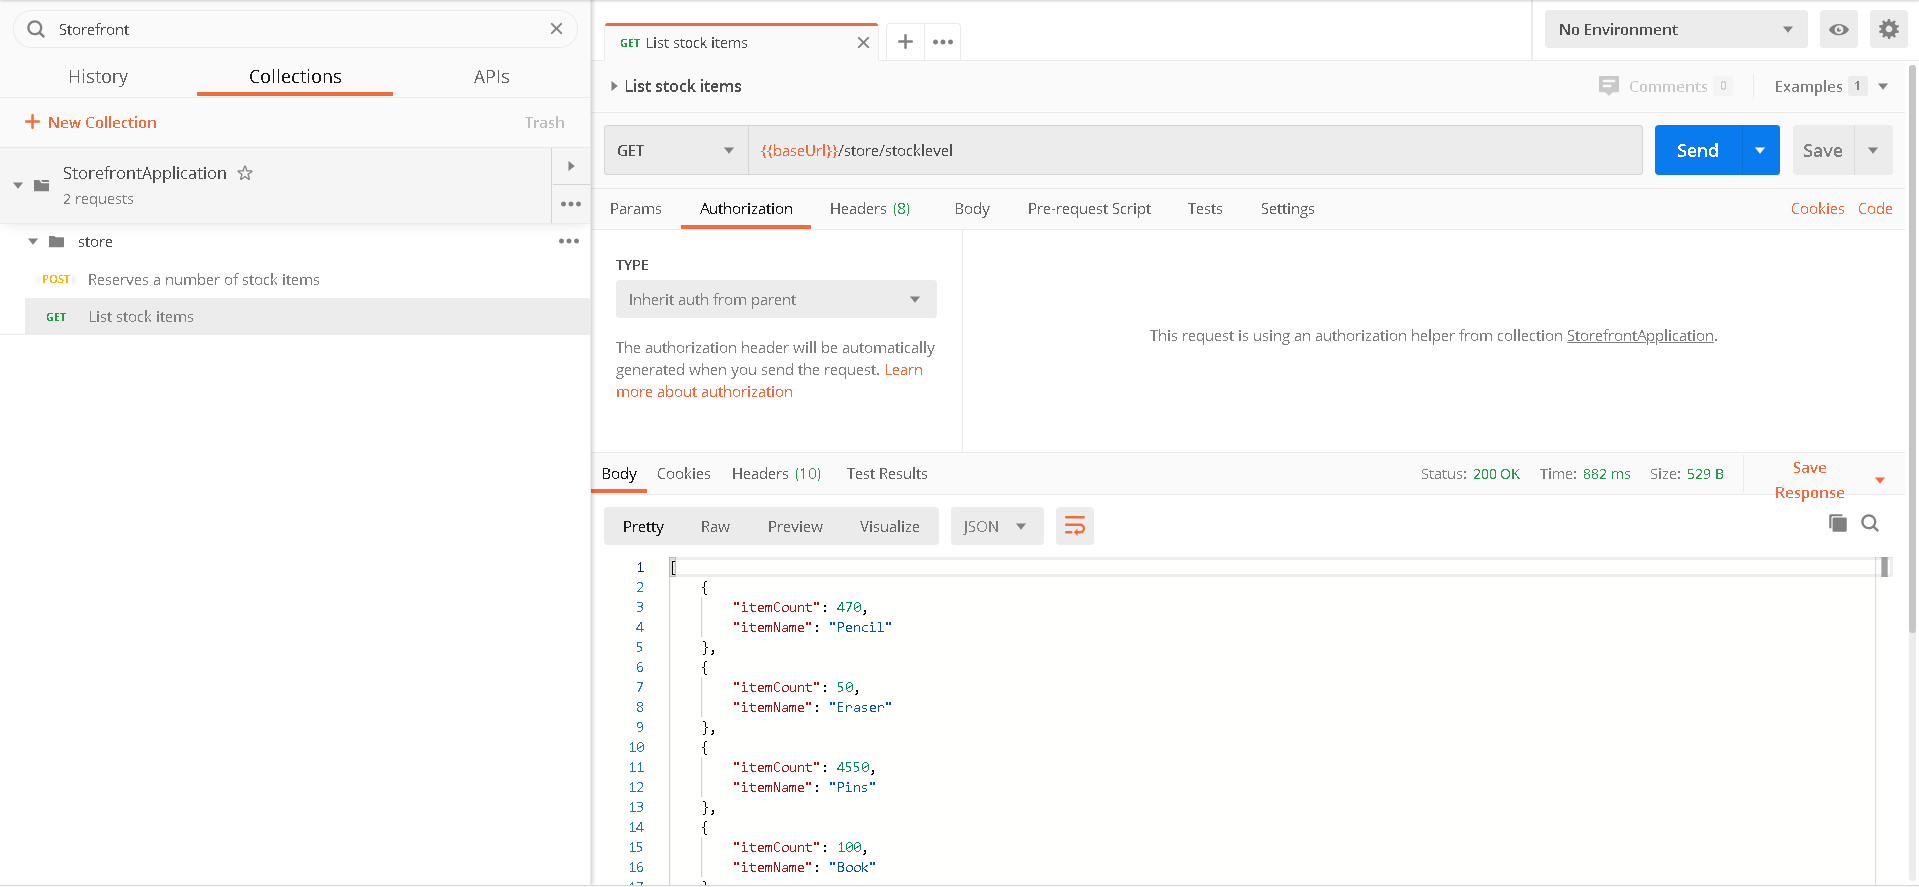 Storefront
History Collections APIs
+ New Collection Trash
StorefrontApplication
2 requests
store
POST Reserves a number of stock items
GET List stock items
GET List stock items
No Environment
List stock items
Comments 0 Examples 1
GET {{baseUrl}}/store/stocklevel Send Save
Params Authorization Headers (8) Body Pre-request Script Tests Settings Cookies Code
TYPE
Inherit auth from parent
The authorization header will be automatically
generated when you send the request. Learn
more about authorization
This request is using an authorization helper from collection StorefrontApplication.
Body Cookies Headers (10) Test Results Status: 200 OK Time: 882 ms Size: 529 B Save
Response
Pretty Raw Preview Visualize JSON
1 [
2 {
3 "itemCount": 470,
4 "itemName": "Pencil"
5 },
6 {
7 "itemCount": 50,
8 "itemName": "Eraser"
9 },
10 {
11 "itemCount": 4550,
12 "itemName": "Pins"
13 },
14 {
15 "itemCount": 100,
16 "itemName": "Book"